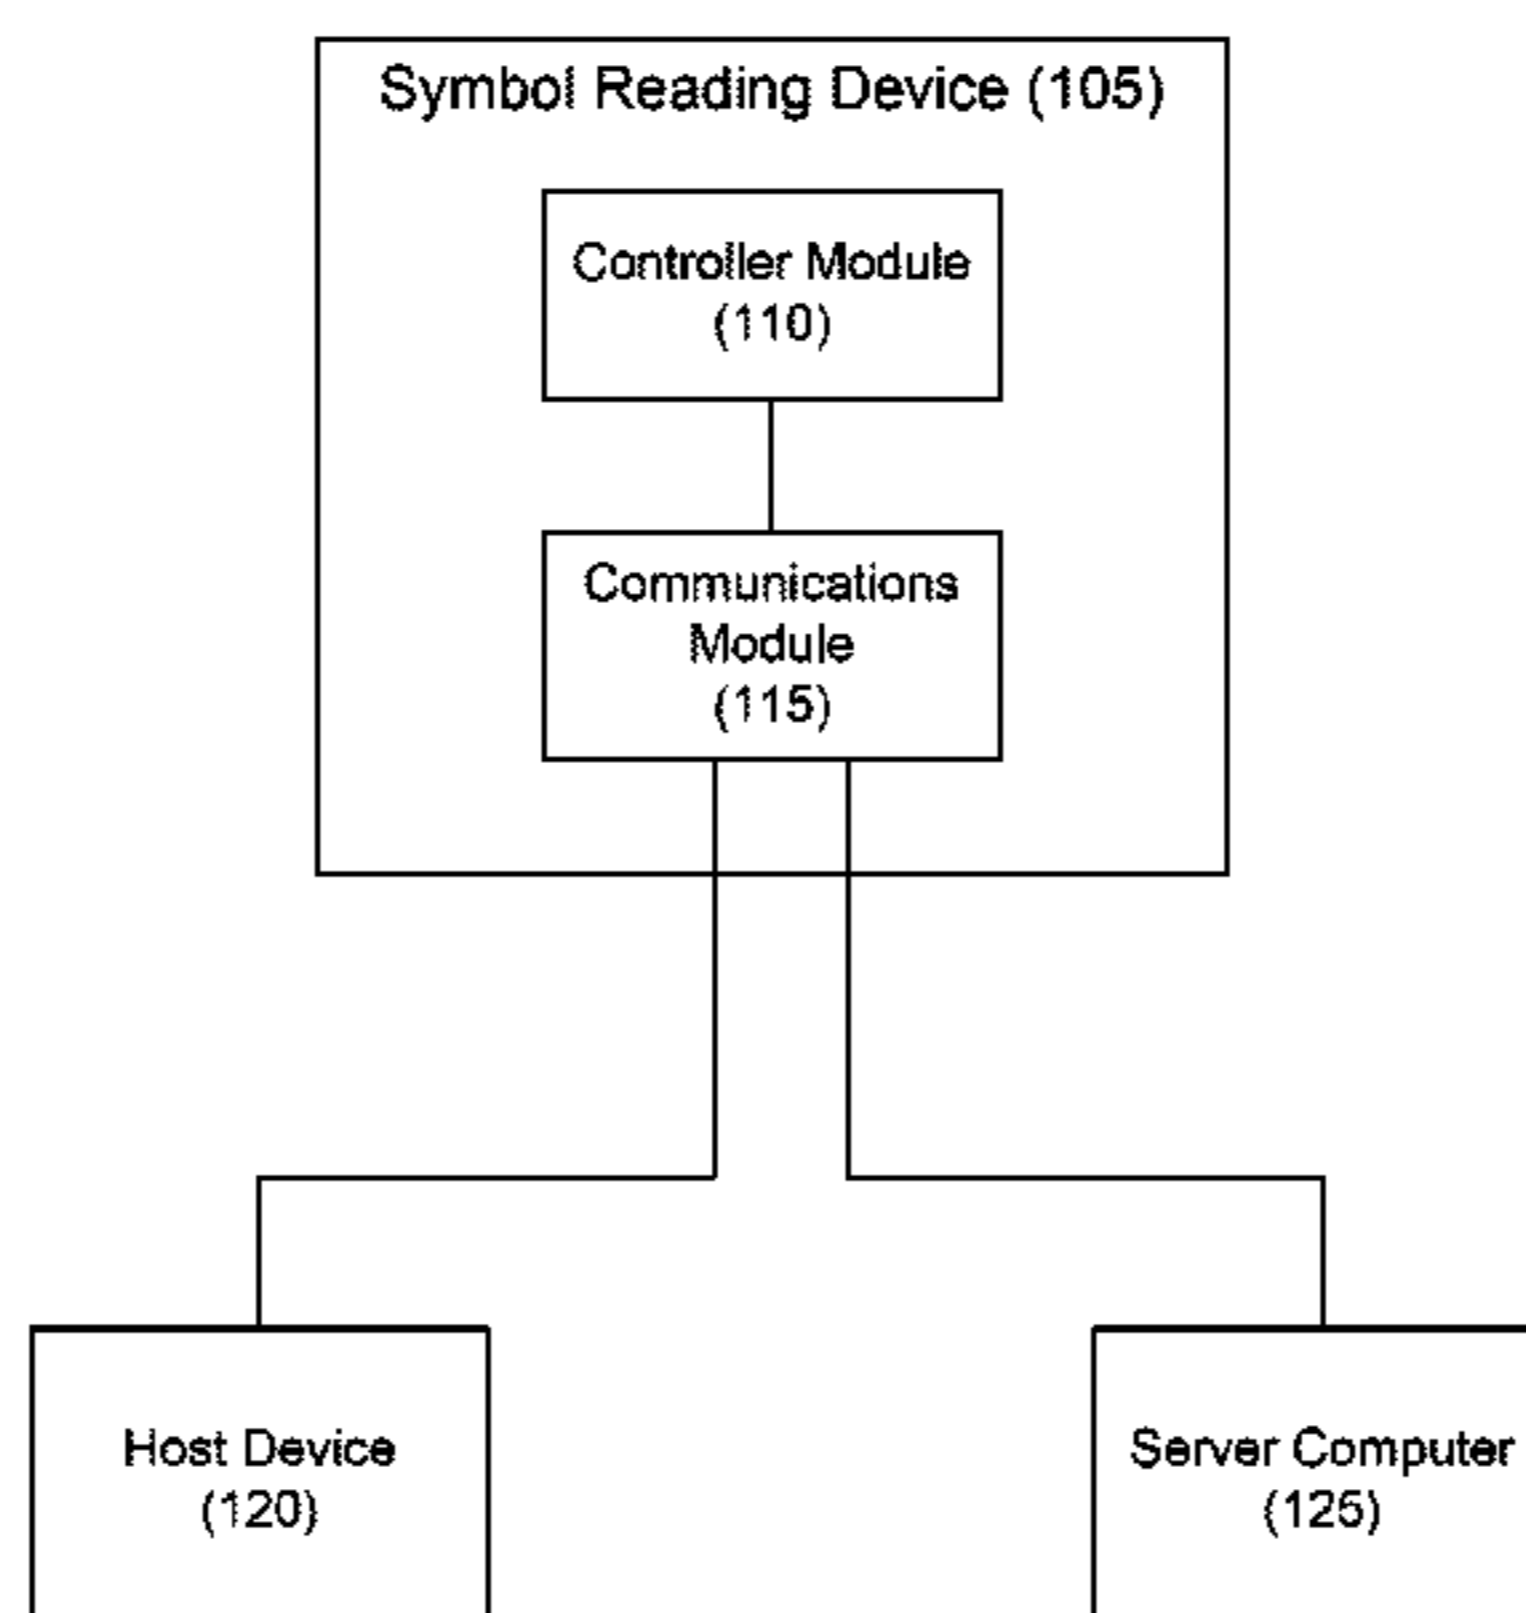 Symbol Reading Device (105)
Controller Module
(110)
Communications
Module
(115)
Host Device
(120)
Server Computer
(125)